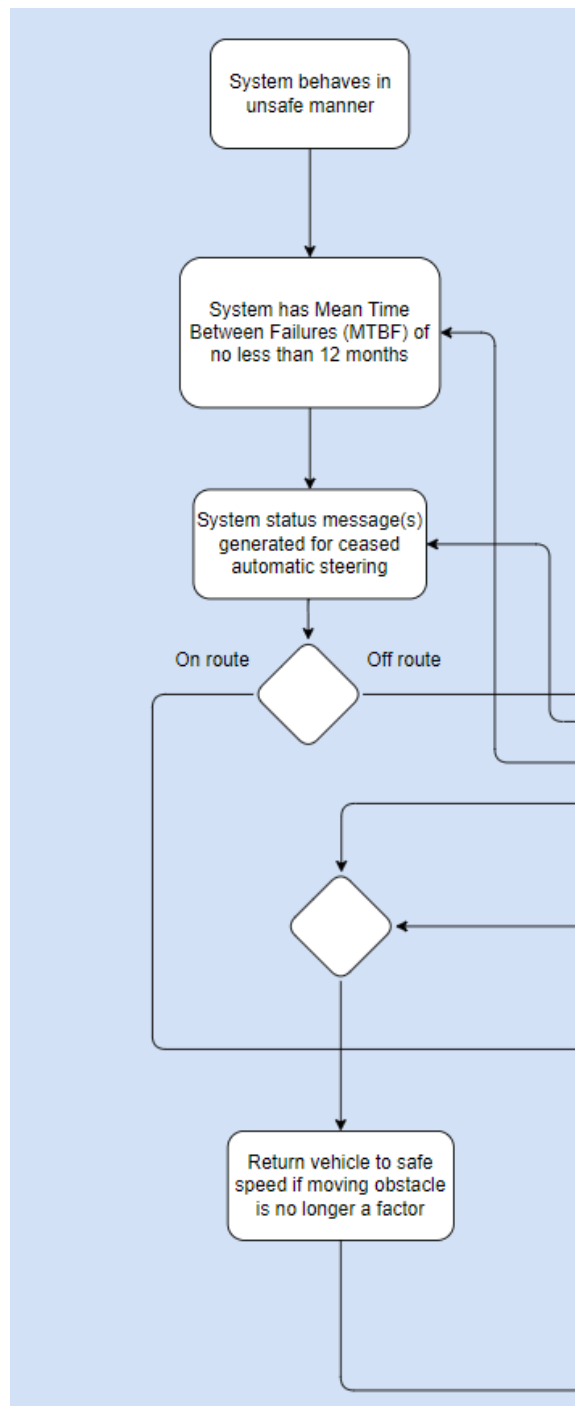 System behaves in
unsafe manner
System has Mean Time
Between Failures (MTBF) of
no less than 12 months
System status message(s)
generated for ceased
automatic steering
On route
Off route
Return vehicle to safe
speed if moving obstacle
is no longer a factor